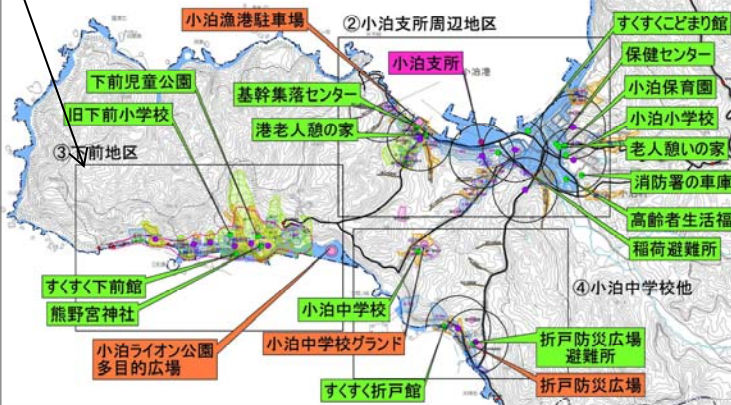 小泊漁港駐車場
②小泊支所周辺地区
すくすくこどまり館
小泊支所
小泊港
保健センター
下前児童公園
基幹集落センター
小泊保育園
旧下前小学校
小泊小学校
港老人憩の家
老人憩いの家
③下前地区
消防署の車庫
高齢者生活福
稲荷避難所
すくすく下前館
④小泊中学校他
熊野宮神社
小泊中学校
小泊ライオン公園
多目的広場
小泊中学校グランド
折戸防災広場
避難所
すくすく折戸館
折戸防災広場